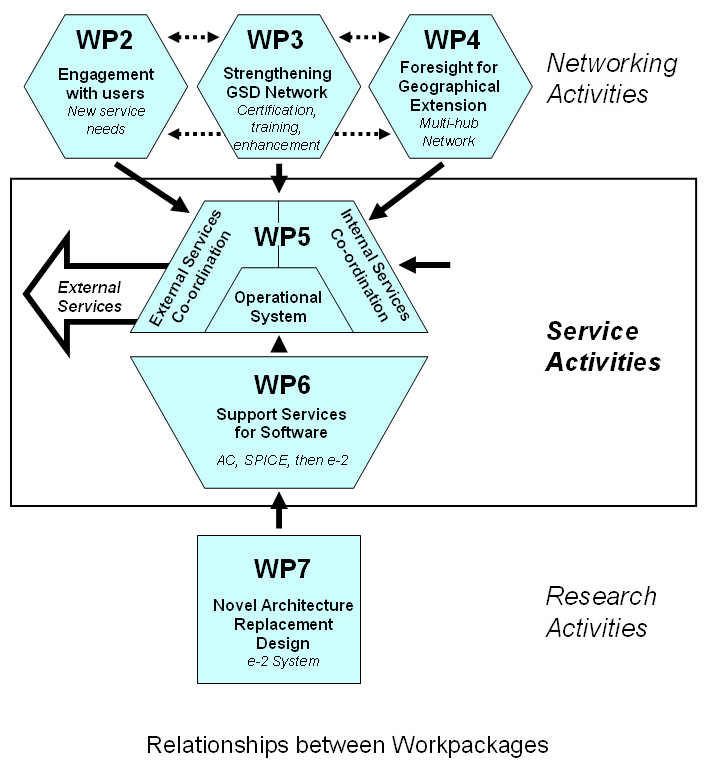 WP2
Engagement
with users
New service
needs
WP3
Strengthening
GSD Network
Certification,
training,
enhancement
WP4
Foresight for
Geographical
Extension
Multi-hub
Network
Networking
Activities
External Services
Co-ordination
WP5
Internal Services
Co-ordination
Operational
System
External
Services
Service
Activities
WP6
Support Services
for Software
AC, SPICE, then e-2
WP7
Novel Architecture
Replacement
Design
e-2 System
Research
Activities
Relationships between Workpackages